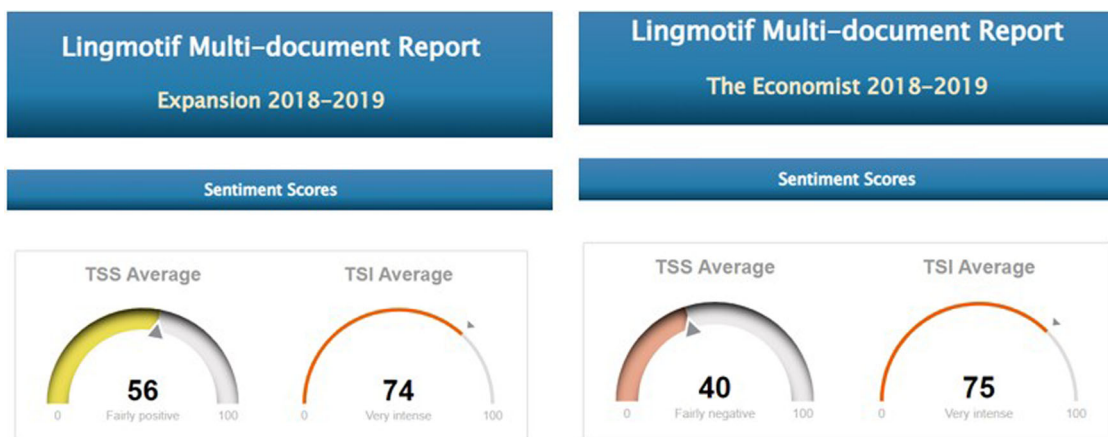 Lingmotif Multi-document Report
Expansion 2018-2019
Sentiment Scores
TSS Average
TSI Average
56
Fairly positive
0
100
74
Very intense
0
100
Lingmotif Multi-document Report
The Economist 2018-2019
Sentiment Scores
TSS Average
TSI Average
40
Fairly negative
0
100
75
Very intense
0
100